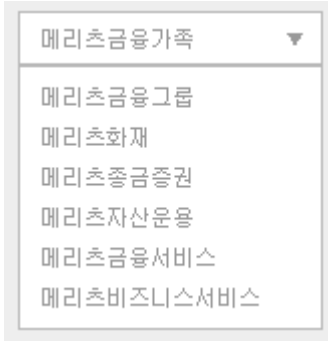 메리츠금융가족
메리츠금융그룹
메리츠화재
메리츠종금증권
메리츠자산운용
메리츠금융서비스
메리츠비즈니스서비스